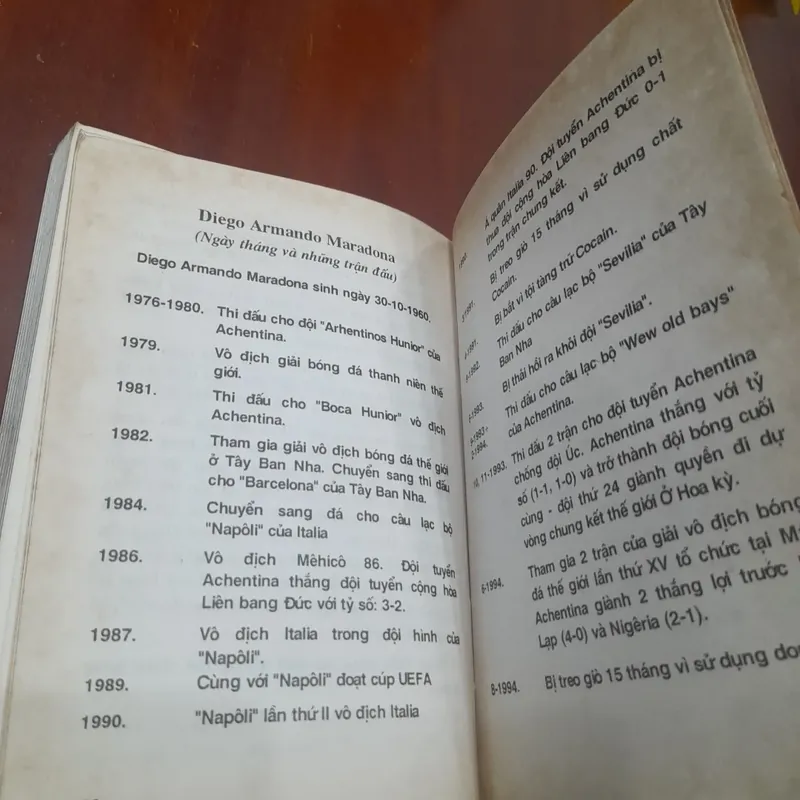 Diego Armando Maradona
(Ngày tháng và những trận đấu)
Diego Armando Maradona sinh ngày 30-10-1960.
1976-1980. Thi đấu cho đội "Arhentinos Hunior" của
Achentina.
1979. Vô địch giải bóng đá thanh niên thế
giới.
1981. Thi đấu cho "Boca Hunior" vô địch
Achentina.
1982. Tham gia giải vô địch bóng đá thế giới
ở Tây Ban Nha. Chuyển sang thi đấu
cho "Barcelona" của Tây Ban Nha.
1984. Chuyển sang đá cho câu lạc bộ
"Napôli" của Italia
1986. Vô địch Mèhicô 86. Đội tuyển
Achentina thắng đội tuyển cộng hòa
Liên bang Đức với tỷ số: 3-2.
1987. Vô địch Italia trong đội hình của
"Napôli".
1989. Cùng với "Napôli" đoạt cúp UEFA
1990. "Napôli" lần thứ II vô địch Italia
1990. Á quân Italia 90. Đội tuyển Achentina bị
thua đội cộng hòa Liên bang Đức 0-1
trong trận chung kết.
Bị treo giò 15 tháng vì sử dụng chất
Cocain.
Bị bắt vì tội tàng trữ Cocain.
Thi đấu cho câu lạc bộ "Sevilia" của Tây
Ban Nha
Bị thải hồi ra khỏi đội "Sevilia".
Thi đấu cho câu lạc bộ "Wew old bays"
của Achentina.
10, 11-1993. Thi đấu 2 trận cho đội tuyển Achentina
chống đội Úc. Achentina thắng với tỷ
số (1-1, 1-0) và trở thành đội bóng cuối
cùng - đội thứ 24 giành quyền đi dự
vòng chung kết thế giới Ở Hoa kỳ.
6-1994. Tham gia 2 trận của giải vô địch bóng
đá thế giới lần thứ XV tổ chức tại M
Achentina giành 2 thắng lợi trước
Lạp (4-0) và Nigêria (2-1).
8-1994. Bị treo giò 15 tháng vì sử dụng do